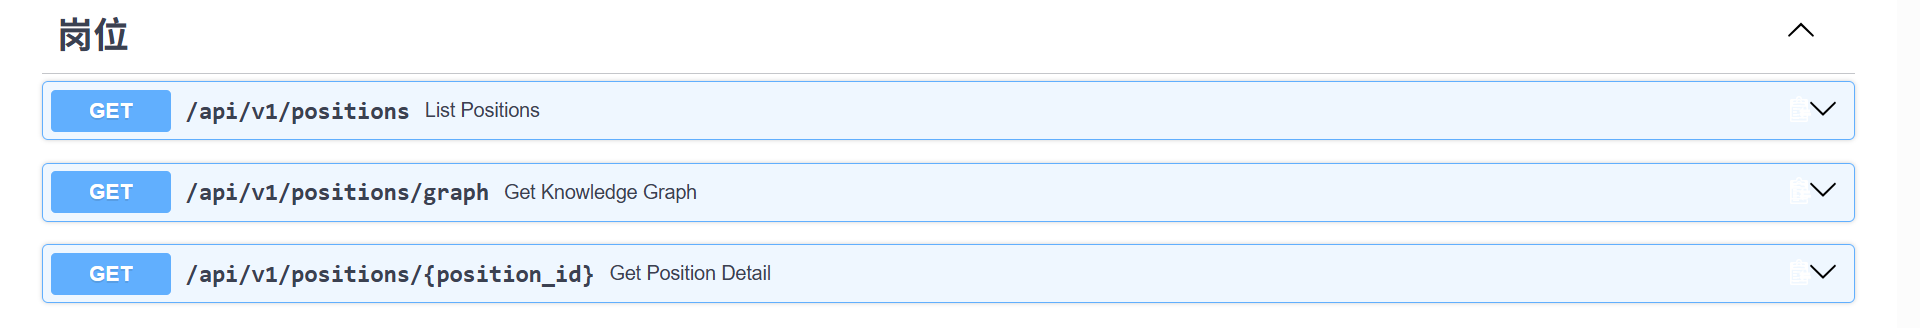 岗位
GET /api/v1/positions List Positions
GET /api/v1/positions/graph Get Knowledge Graph
GET /api/v1/positions/{position_id} Get Position Detail